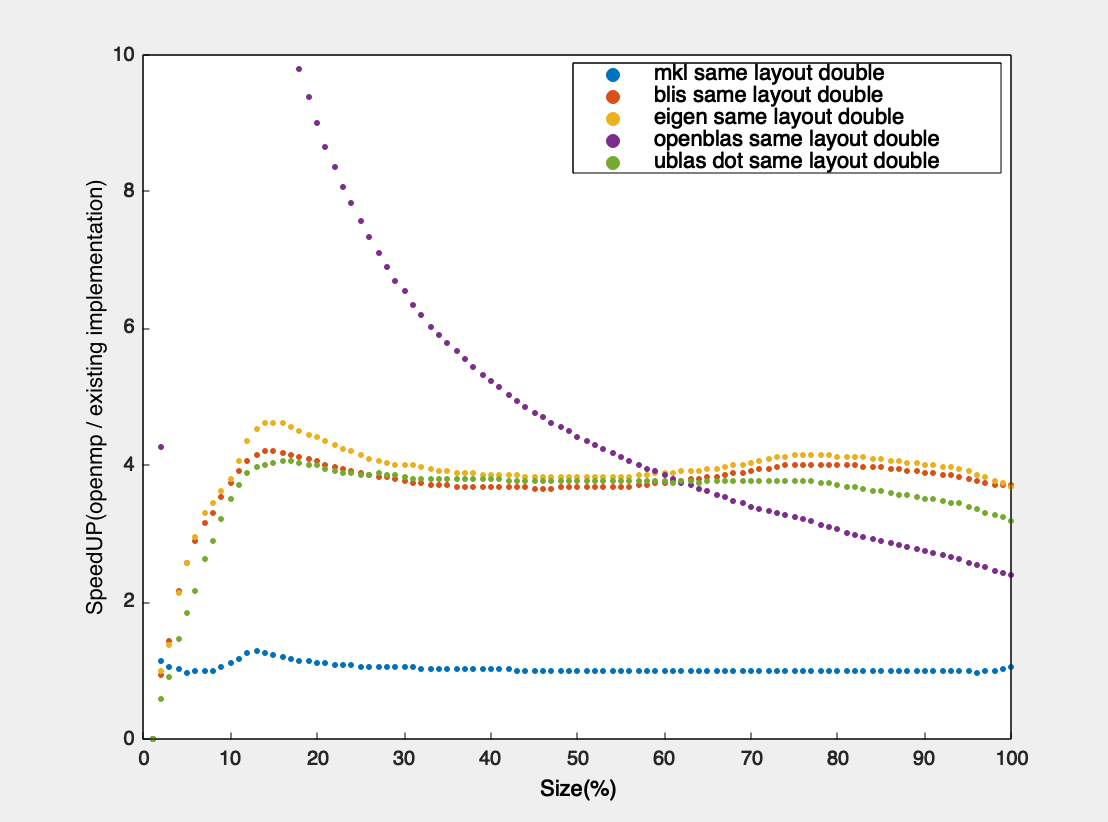 10
8
6
4
2
0
SpeedUP(openmp / existing implementation)
mkl same layout double
blis same layout double
eigen same layout double
openblas same layout double
ublas dot same layout double
0 10 20 30 40 50 60 70 80 90 100
Size(%)